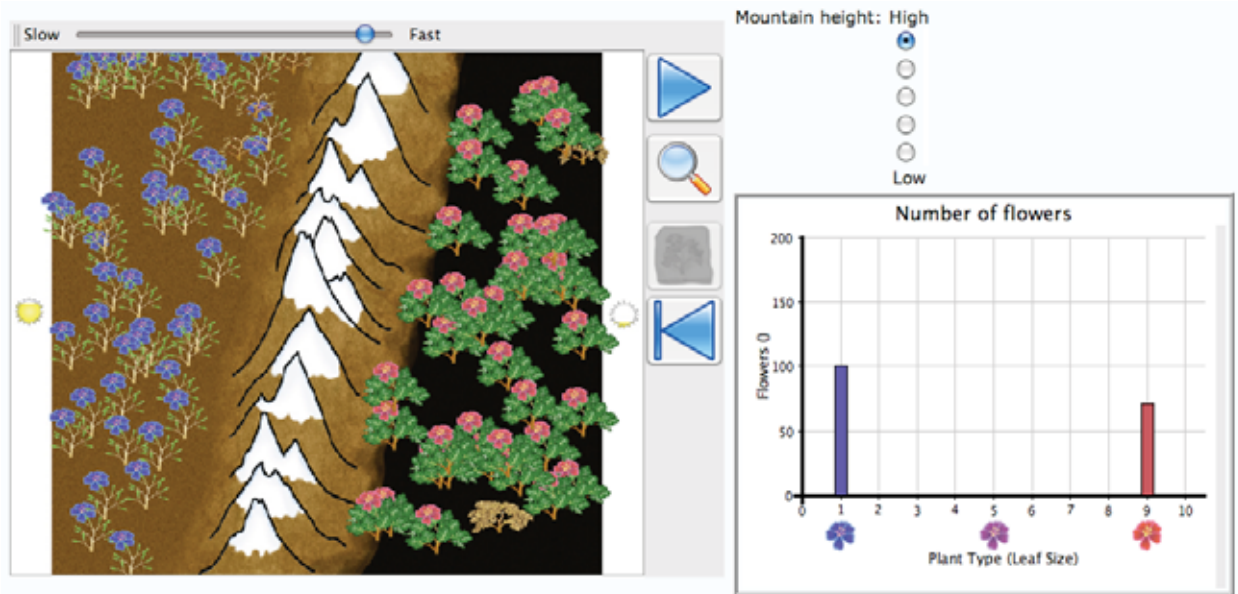 Slow Fast
Mountain height: High
Low
Number of flowers
200
150
100
50
0
Flowers ()
0 1 2 3 4 5 6 7 8 9 10
Plant Type (Leaf Size)